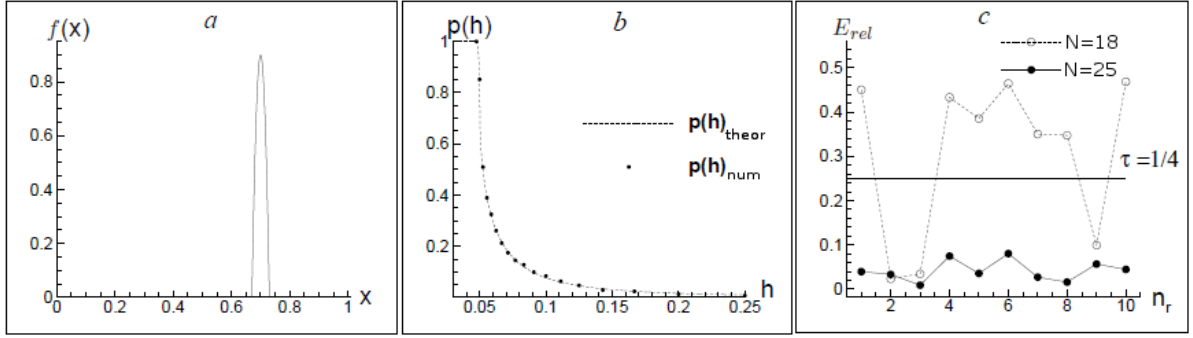 a
f(x)
0.8
0.6
0.4
0.2
0
0 0.2 0.4 0.6 0.8 1
x
b
p(h)
1
0.8
0.6
0.4
0.2
0.05 0.1 0.15 0.2 0.25
h
p(h)theor
p(h)num
c
Erel
N=18
N=25
0.5
0.4
0.3
0.2
0.1
0
2 4 6 8 10
nr
τ =1/4